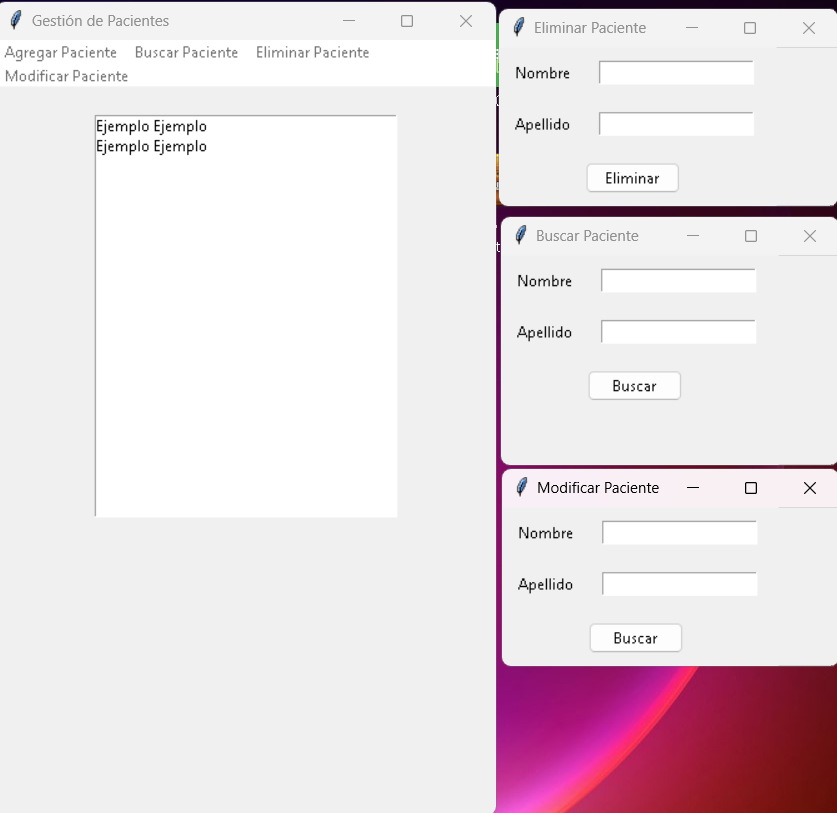 Gestión de Pacientes
Agregar Paciente Buscar Paciente Eliminar Paciente
Modificar Paciente
Ejemplo Ejemplo
Ejemplo Ejemplo
Eliminar Paciente
Nombre
Apellido
Eliminar
Buscar Paciente
Nombre
Apellido
Buscar
Modificar Paciente
Nombre
Apellido
Buscar